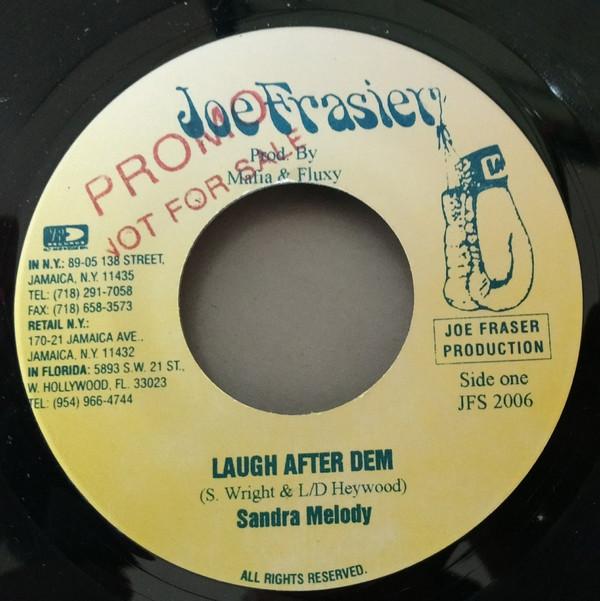 Joe Frasier
PROMO
NOT FOR SALE
Prod. By
Mafia & Fluxy
VP
RECORDS
IN N.Y.: 89-05 138 STREET,
JAMAICA, N.Y. 11435
TEL: (718) 291-7058
FAX: (718) 658-3573
RETAIL N.Y.:
170-21 JAMAICA AVE.,
JAMAICA, N.Y. 11432
IN FLORIDA: 5893 S.W. 21 ST.,
W. HOLLYWOOD, FL. 33023
TEL: (954) 966-4744
JOE FRASER
PRODUCTION
Side one
JFS 2006
LAUGH AFTER DEM
(S. Wright & L/D Heywood)
Sandra Melody
ALL RIGHTS RESERVED.